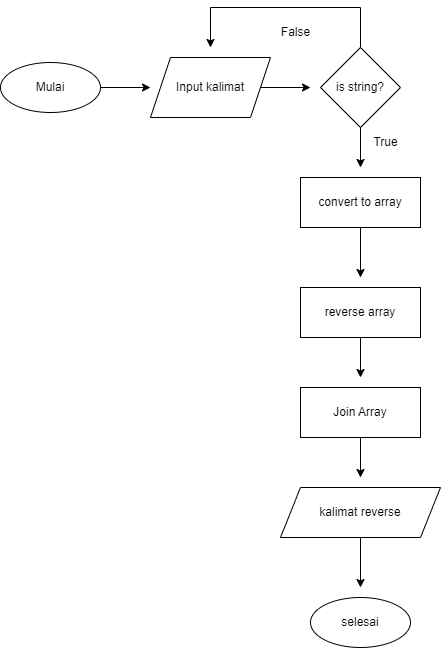 False
Mulai
Input kalimat
is string?
True
convert to array
reverse array
Join Array
kalimat reverse
selesai